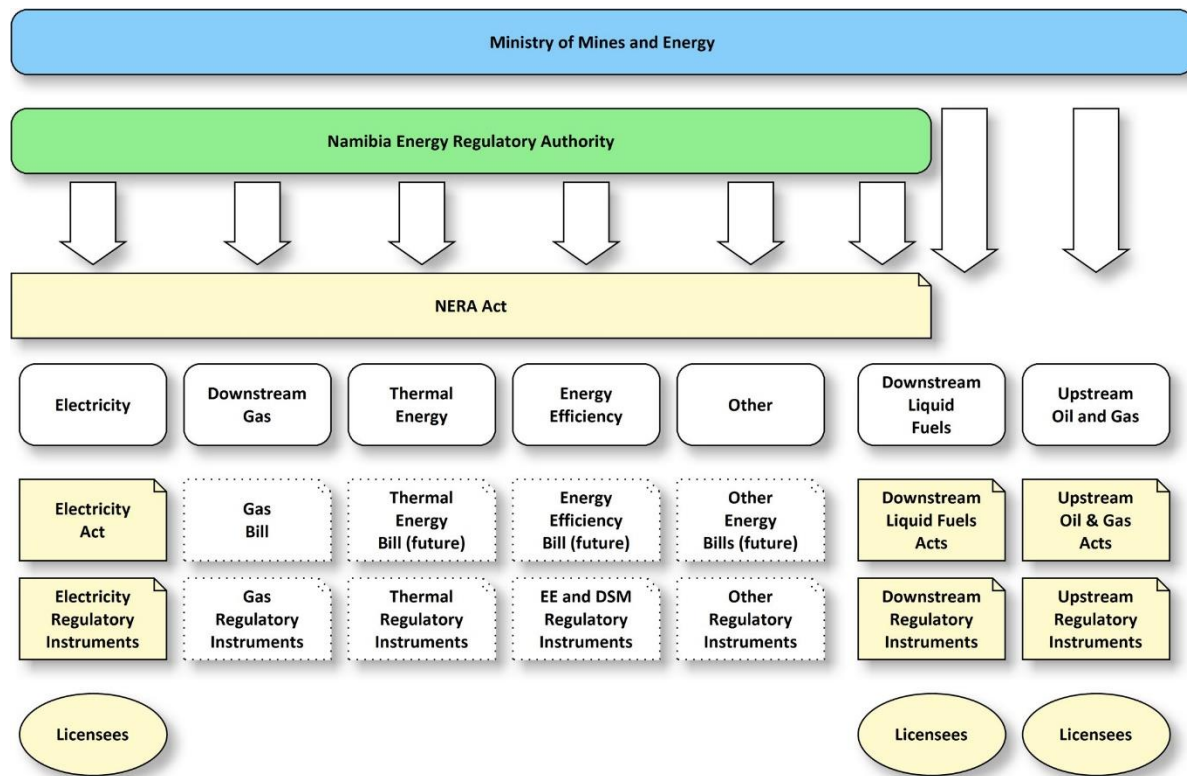 Ministry of Mines and Energy
Namibia Energy Regulatory Authority
NERA Act
Electricity
Downstream
Gas
Thermal
Energy
Energy
Efficiency
Other
Downstream
Liquid
Fuels
Upstream
Oil and Gas
Electricity
Act
Gas
Bill
Thermal
Energy
Bill (future)
Energy
Efficiency
Bill (future)
Other
Energy
Bills (future)
Downstream
Liquid Fuels
Acts
Upstream
Oil & Gas
Acts
Electricity
Regulatory
Instruments
Gas
Regulatory
Instruments
Thermal
Regulatory
Instruments
EE and DSM
Regulatory
Instruments
Other
Regulatory
Instruments
Downstream
Regulatory
Instruments
Upstream
Regulatory
Instruments
Licensees
Licensees
Licensees